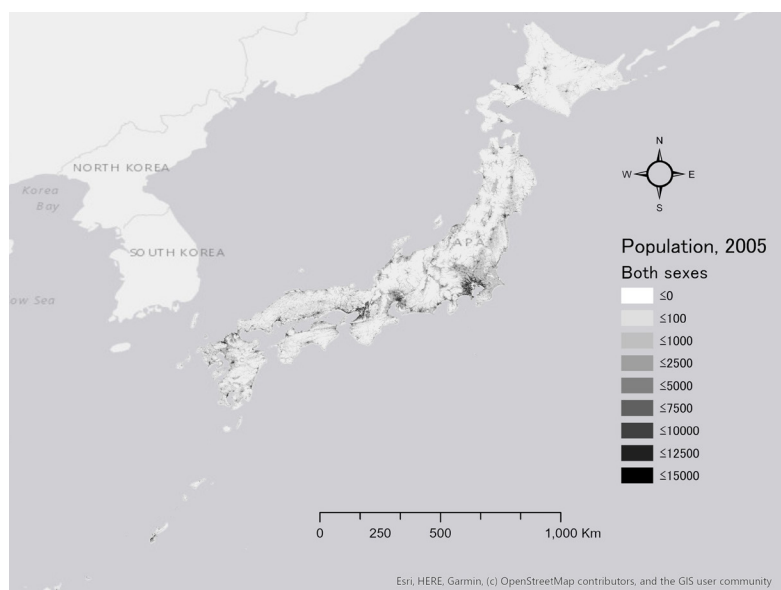 NORTH KOREA
Korea
Bay
SOUTH KOREA
ow Sea
APA
N
W
E
S
Population, 2005
Both sexes
≤0
≤100
≤1000
≤2500
≤5000
≤7500
≤10000
≤12500
≤15000
0 250 500 1,000 Km
Esri, HERE, Garmin, (c) OpenStreetMap contributors, and the GIS user community